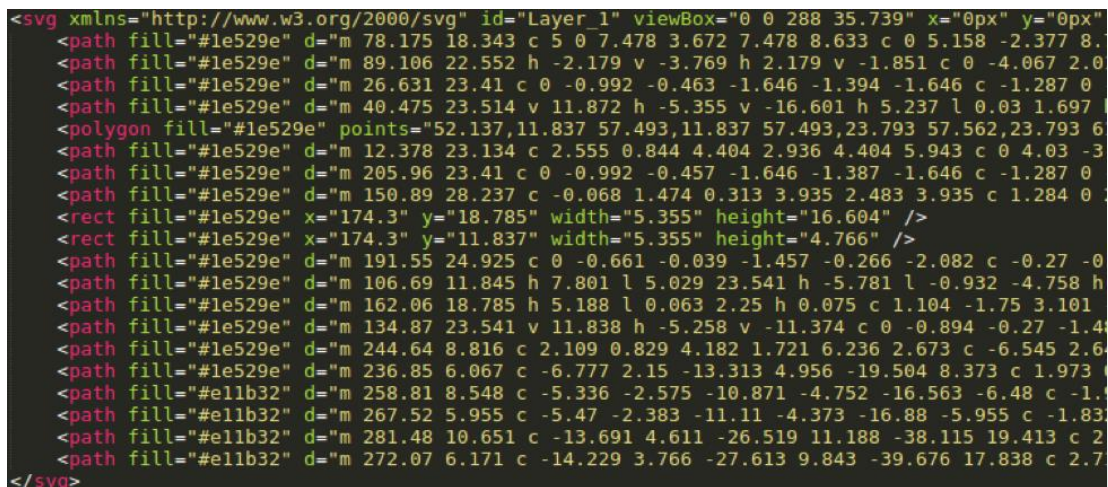 <svg xmlns="http://www.w3.org/2000/svg" id="Layer_1" viewBox="0 0 288 35.739" x="0px" y="0px"
<path fill="#1e529e" d="m 78.175 18.343 c 5 0 7.478 3.672 7.478 8.633 c 0 5.158 -2.377 8.
<path fill="#1e529e" d="m 89.106 22.552 h -2.179 v -3.769 h 2.179 v -1.851 c 0 -4.067 2.0
<path fill="#1e529e" d="m 26.631 23.41 c 0 -0.992 -0.463 -1.646 -1.394 -1.646 c -1.287 0
<path fill="#1e529e" d="m 40.475 23.514 v 11.872 h -5.355 v -16.601 h 5.237 l 0.03 1.697
<polygon fill="#1e529e" points="52.137,11.837 57.493,11.837 57.493,23.793 57.562,23.793 6
<path fill="#1e529e" d="m 12.378 23.134 c 2.555 0.844 4.404 2.936 4.404 5.943 c 0 4.03 -3
<path fill="#1e529e" d="m 205.96 23.41 c 0 -0.992 -0.457 -1.646 -1.387 -1.646 c -1.287 0
<path fill="#1e529e" d="m 150.89 28.237 c -0.068 1.474 0.313 3.935 2.483 3.935 c 1.284 0
<rect fill="#1e529e" x="174.3" y="18.785" width="5.355" height="16.604" />
<rect fill="#1e529e" x="174.3" y="11.837" width="5.355" height="4.766" />
<path fill="#1e529e" d="m 191.55 24.925 c 0 -0.661 -0.039 -1.457 -0.266 -2.082 c -0.27 -0
<path fill="#1e529e" d="m 106.69 11.845 h 7.801 l 5.029 23.541 h -5.781 l -0.932 -4.758 h
<path fill="#1e529e" d="m 162.06 18.785 h 5.188 l 0.063 2.25 h 0.075 c 1.104 -1.75 3.101
<path fill="#1e529e" d="m 134.87 23.541 v 11.838 h -5.258 v -11.374 c 0 -0.894 -0.27 -1.4
<path fill="#1e529e" d="m 244.64 8.816 c 2.109 0.829 4.182 1.721 6.236 2.673 c -6.545 2.6
<path fill="#1e529e" d="m 236.85 6.067 c -6.777 2.15 -13.313 4.956 -19.504 8.373 c 1.973
<path fill="#e11b32" d="m 258.81 8.548 c -5.336 -2.575 -10.871 -4.752 -16.563 -6.48 c -1.
<path fill="#e11b32" d="m 267.52 5.955 c -5.47 -2.383 -11.11 -4.373 -16.88 -5.955 c -1.83
<path fill="#e11b32" d="m 281.48 10.651 c -13.691 4.611 -26.519 11.188 -38.115 19.413 c 2
<path fill="#e11b32" d="m 272.07 6.171 c -14.229 3.766 -27.613 9.843 -39.676 17.838 c 2.7
</svg>